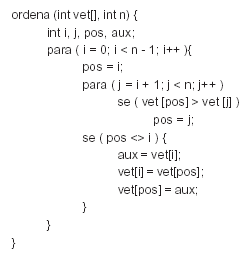 ordena (int vet[], int n) {
int i, j, pos, aux;
para ( i = 0; i < n - 1; i++ ){
pos = i;
para ( j = i + 1; j < n; j++ )
se ( vet [pos] > vet [j] )
pos = j;
se ( pos <> i ) {
aux = vet[i];
vet[i] = vet[pos];
vet[pos] = aux;
}
}
}